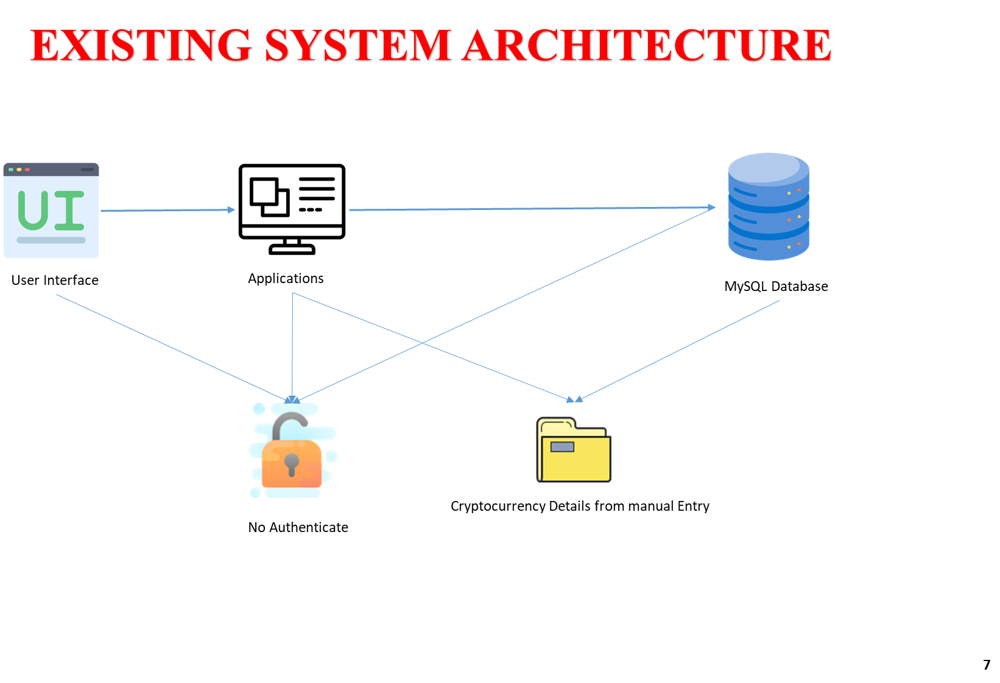 EXISTING SYSTEM ARCHITECTURE
UI
User Interface
Applications
MySQL Database
No Authenticate
Cryptocurrency Details from manual Entry
7